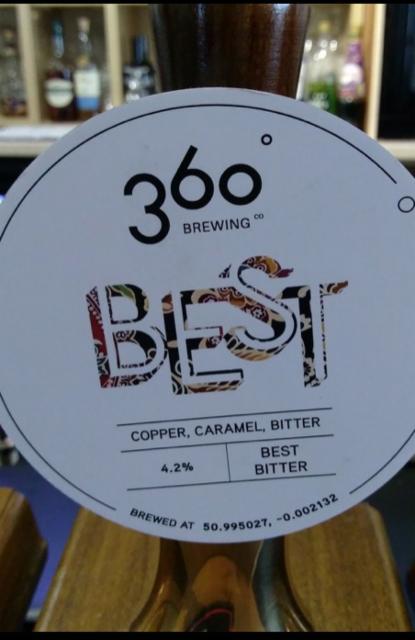 360°
BREWING CO
BEST
COPPER, CARAMEL, BITTER
4.2%
BEST
BITTER
BREWED AT 50.995027, -0.002132